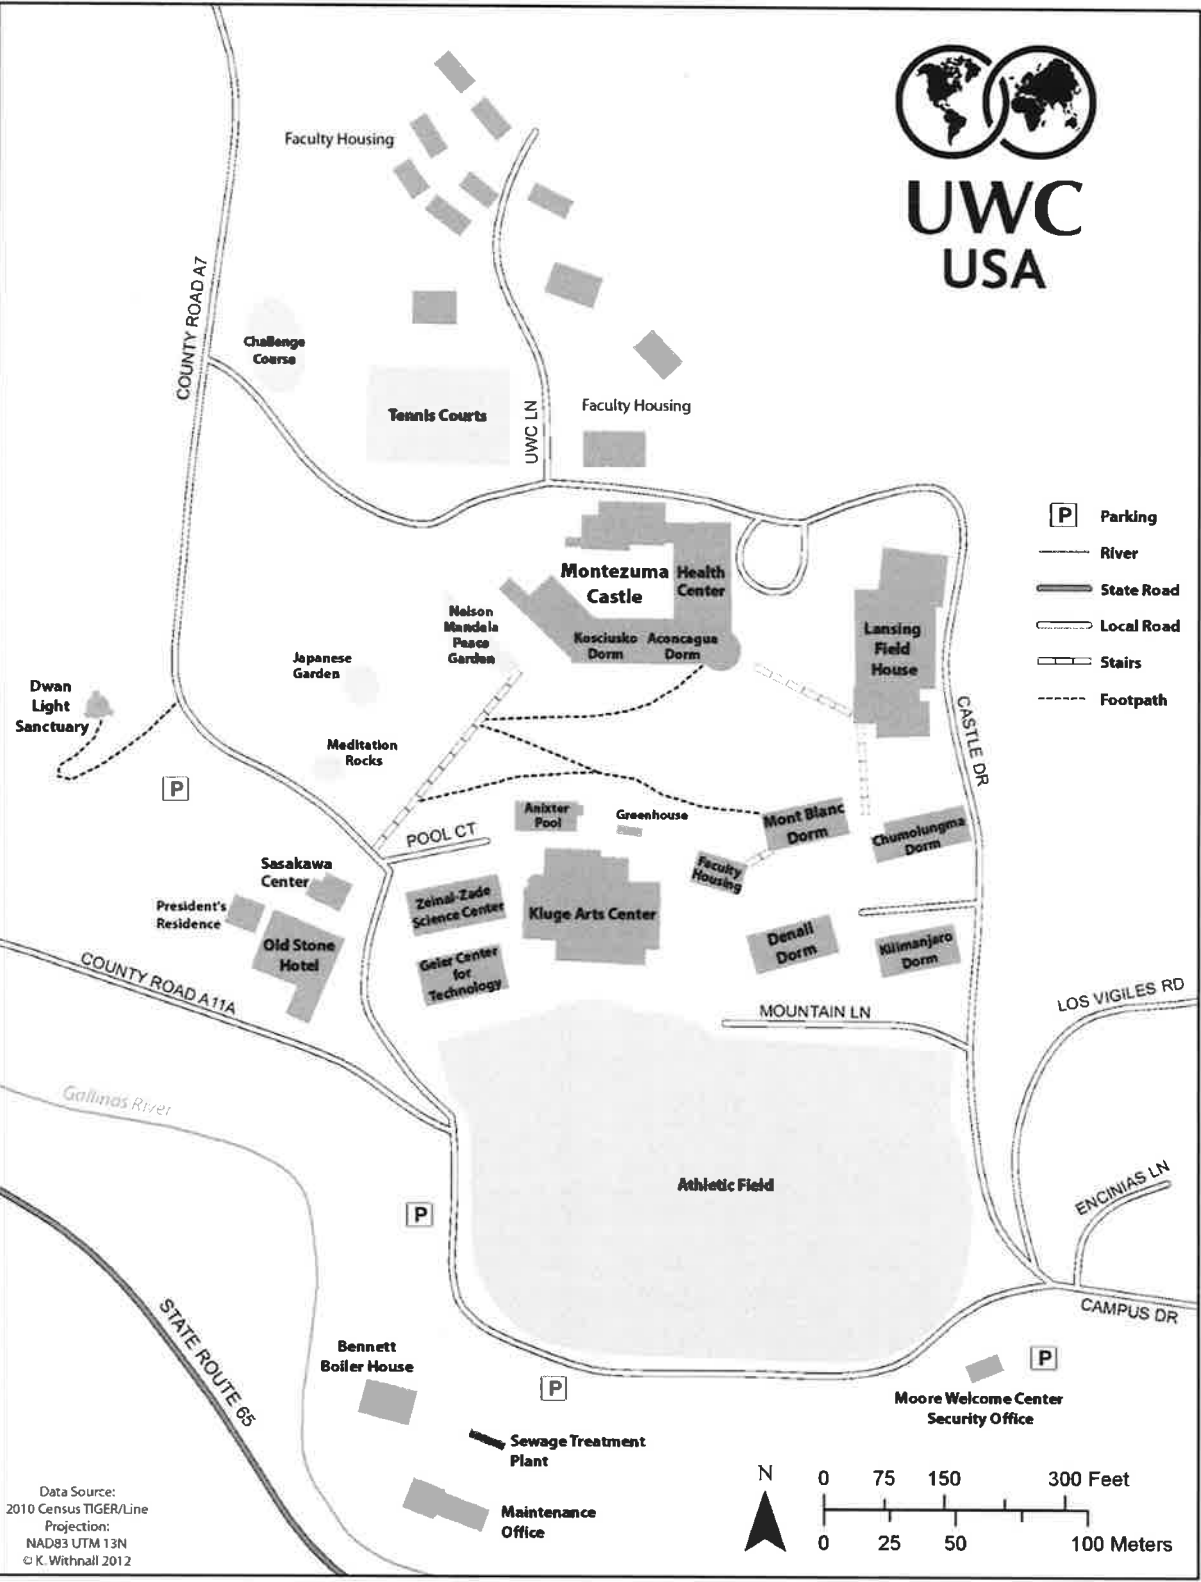 UWC
USA
Faculty Housing
COUNTY ROAD A7
Challenge
Course
Tennis Courts
UWC LN
Faculty Housing
P Parking
River
State Road
Local Road
Stairs
Footpath
Montezuma
Castle
Health
Center
Kosciusko
Dorm
Aconcagua
Dorm
Lansing
Field
House
Nelson
Mandela
Peace
Garden
Japanese
Garden
Dwan
Light
Sanctuary
Meditation
Rocks
CASTLE DR
P
POOL CT
Anixter
Pool
Greenhouse
Mont Blanc
Dorm
Chumolungma
Dorm
Faculty
Housing
Sasakawa
Center
Zeinal-Zade
Science Center
Kluge Arts Center
President's
Residence
Old Stone
Hotel
Geier Center
for
Technology
Denali
Dorm
Kilimanjaro
Dorm
COUNTY ROAD A11A
MOUNTAIN LN
LOS VIGILES RD
Gallinas River
Athletic Field
ENCINIAS LN
P
CAMPUS DR
STATE ROUTE 65
Bennett
Boiler House
P
P
Moore Welcome Center
Security Office
Sewage Treatment
Plant
Maintenance
Office
N
0 75 150 300 Feet
0 25 50 100 Meters
Data Source:
2010 Census TIGER/Line
Projection:
NAD83 UTM 13N
© K. Withnall 2012